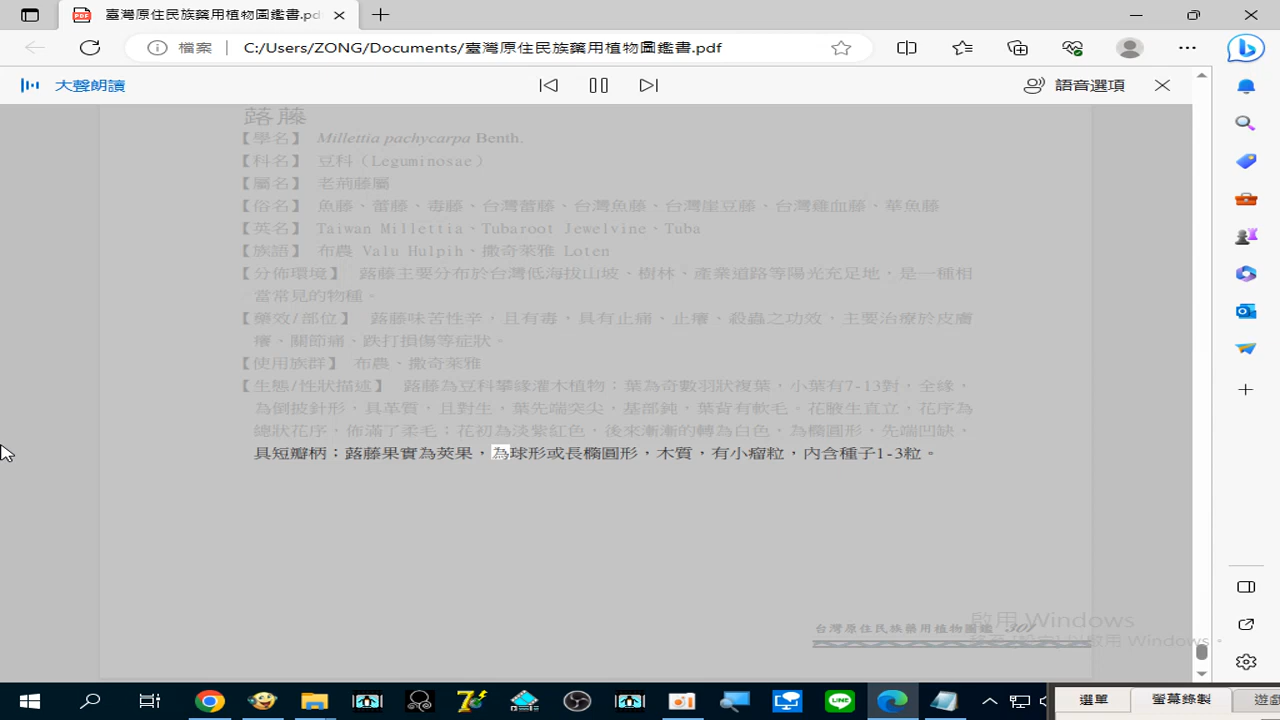 臺灣原住民族藥用植物圖鑑書.pd
檔案
C:/Users/ZONG/Documents/臺灣原住民族藥用植物圖鑑書.pdf
大聲朗讀
語音選項
蕗藤
【學名】 Millettia pachycarpa Benth.
【科名】 豆科（Leguminosae）
【屬名】 老荊藤屬
【俗名】 魚藤、蕾藤、毒藤、台灣蕾藤、台灣魚藤、台灣崖豆藤、台灣雞血藤、華魚藤
【英名】 Taiwan Millettia、Tubaroot Jewelvine、Tuba
【族語】 布農 Valu Hulpih、撒奇萊雅 Loten
【分佈環境】 蕗藤主要分布於台灣低海拔山坡、樹林、產業道路等陽光充足地，是一種相
當常見的物種。
【藥效/部位】 蕗藤味苦性辛，且有毒。具有止痛、止癢、殺蟲之功效，主要治療於皮膚
癢、關節痛、跌打損傷等症狀。
【使用族群】 布農、撒奇萊雅
【生態/性狀描述】 蕗藤為豆科攀緣灌木植物：葉為奇數羽狀複葉，小葉有7-13對，全緣，
為倒披針形，具革質，且對生，葉先端突尖，基部鈍，葉背有軟毛。花腋生直立，花序為
總狀花序，佈滿了柔毛；花初為淡紫紅色，後來漸漸的轉為白色，為橢圓形，先端凹缺，
具短瓣柄；蕗藤果實為莢果，為球形或長橢圓形，木質，有小瘤粒，內含種子1-3粒。
台灣原住民族藥用植物圖鑑 301
啟用 Windows
選單
螢幕錄製
遊戲